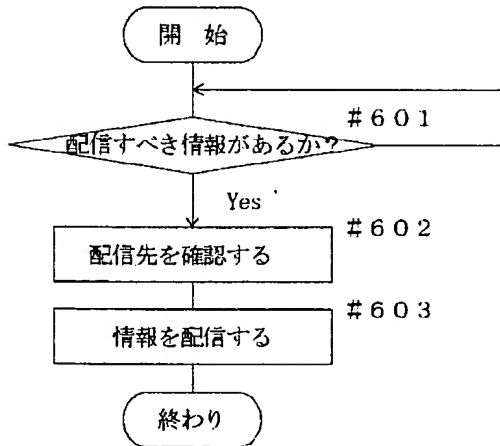 開 始
#601
配信すべき情報があるか?
Yes
#602
配信先を確認する
#603
情報を配信する
終わり